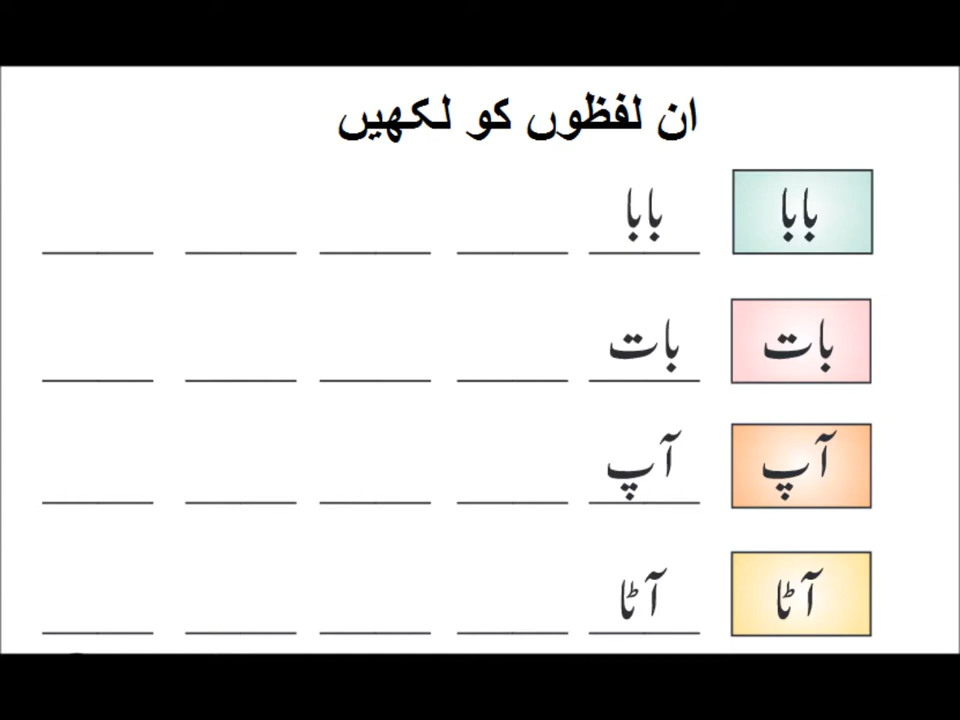 ان لفظوں کو لکھیں
بابا بابا
بات بات
آپ آپ
آٹا آٹا